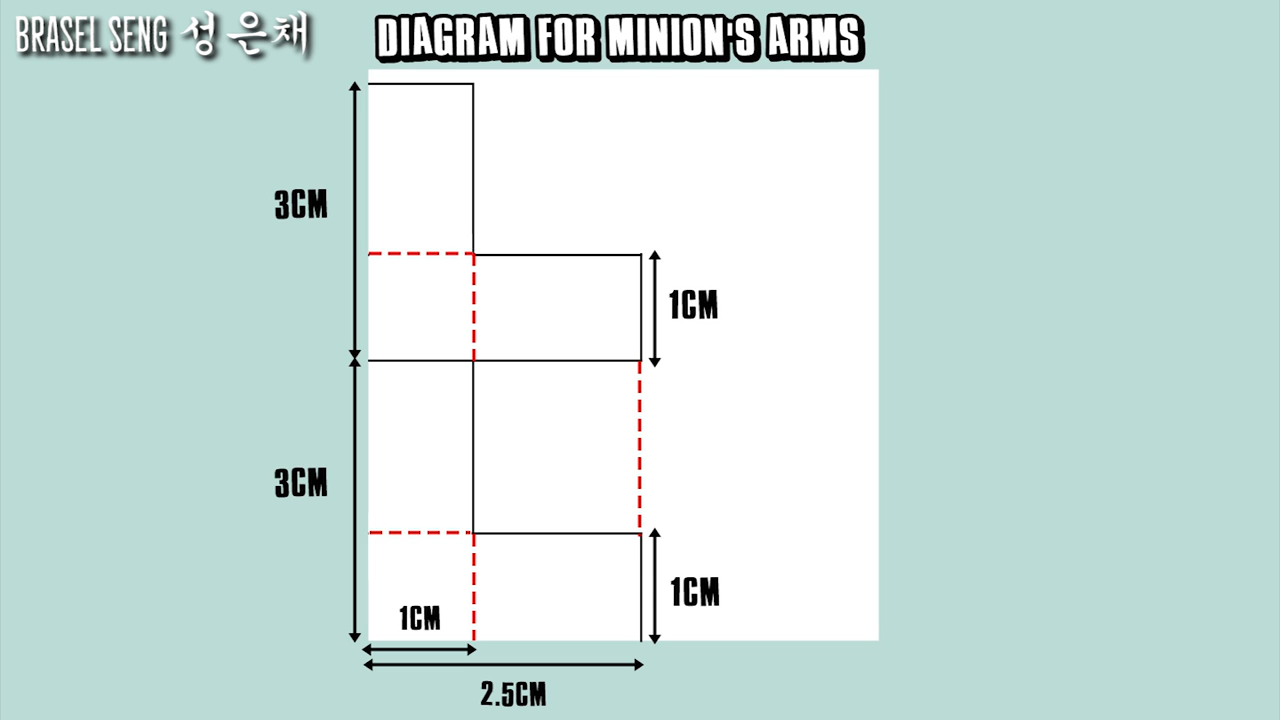 BRASEL SENG 성은채
DIAGRAM FOR MINION'S ARMS
3CM
1CM
3CM
1CM
1CM
2.5CM